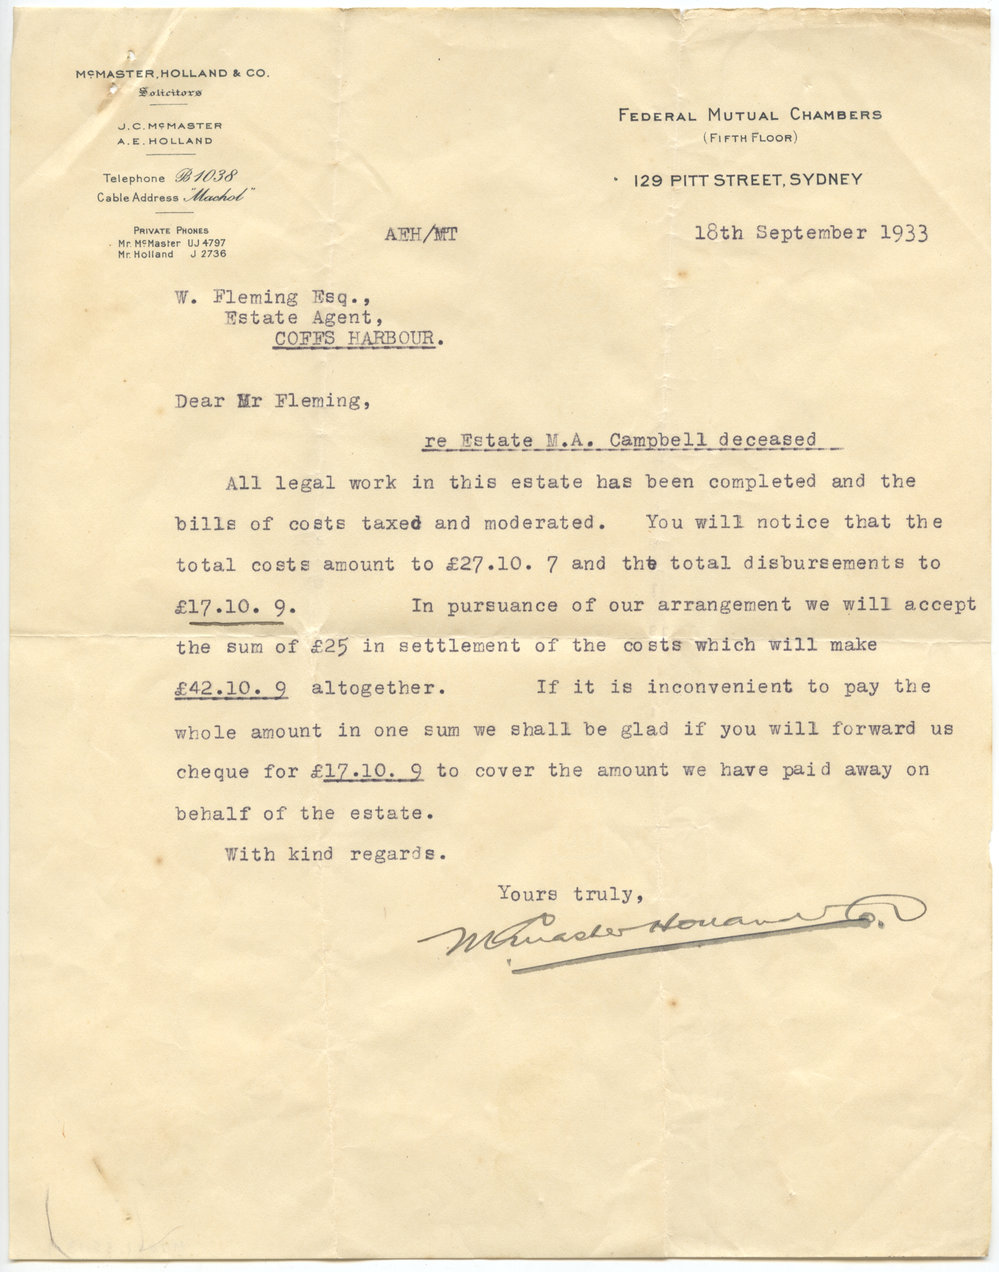 McMASTER, HOLLAND & CO.
Solicitors
J. C. McMASTER
A. E. HOLLAND
Telephone B1038
Cable Address "Machol"
PRIVATE PHONES
Mr. McMaster UJ 4797
Mr. Holland J 2736
FEDERAL MUTUAL CHAMBERS
(FIFTH FLOOR)
129 PITT STREET, SYDNEY
AEH/MT
18th September 1933
W. Fleming Esq.,
Estate Agent,
COFFS HARBOUR.
Dear Mr Fleming,
re Estate M.A. Campbell deceased
All legal work in this estate has been completed and the
bills of costs taxed and moderated. You will notice that the
total costs amount to £27.10. 7 and the total disbursements to
£17.10. 9. In pursuance of our arrangement we will accept
the sum of £25 in settlement of the costs which will make
£42.10. 9 altogether. If it is inconvenient to pay the
whole amount in one sum we shall be glad if you will forward us
cheque for £17.10. 9 to cover the amount we have paid away on
behalf of the estate.
With kind regards.
Yours truly,
McMaster Holland & Co.